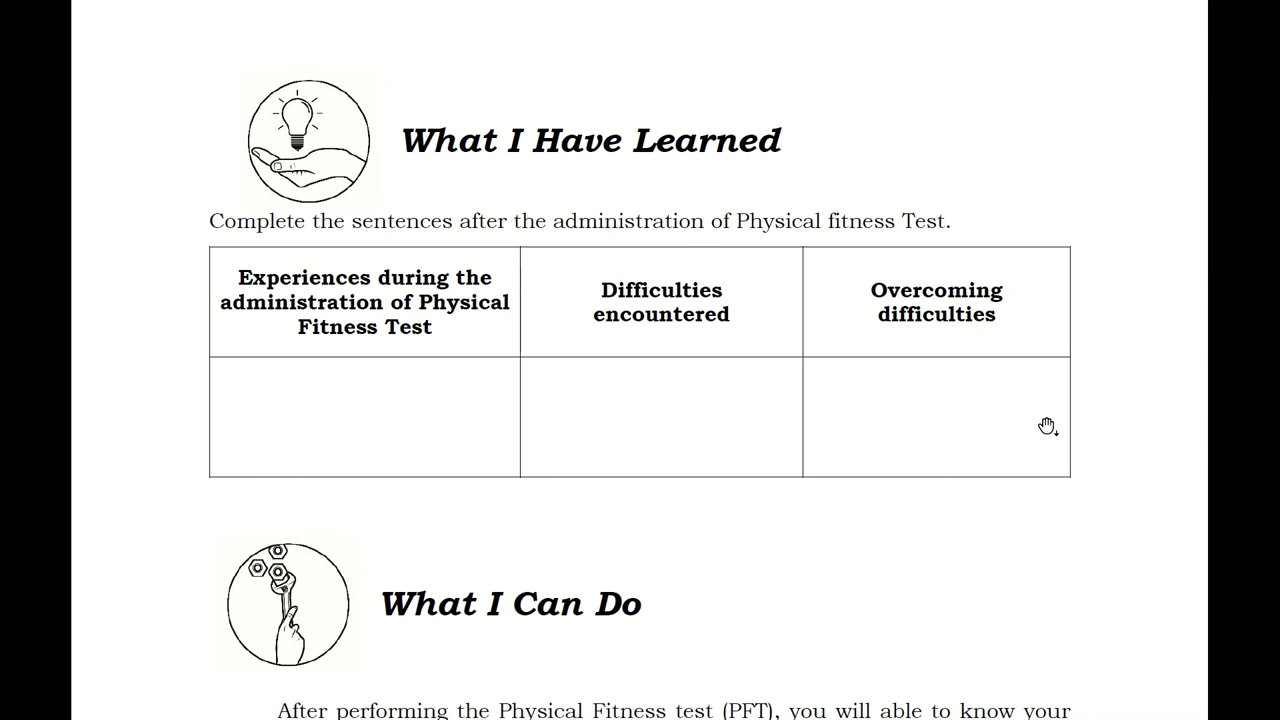 What I Have Learned
Complete the sentences after the administration of Physical fitness Test.
Experiences during the
administration of Physical
Fitness Test
Difficulties
encountered
Overcoming
difficulties
What I Can Do
After performing the Physical Fitness test (PFT), you will able to know your